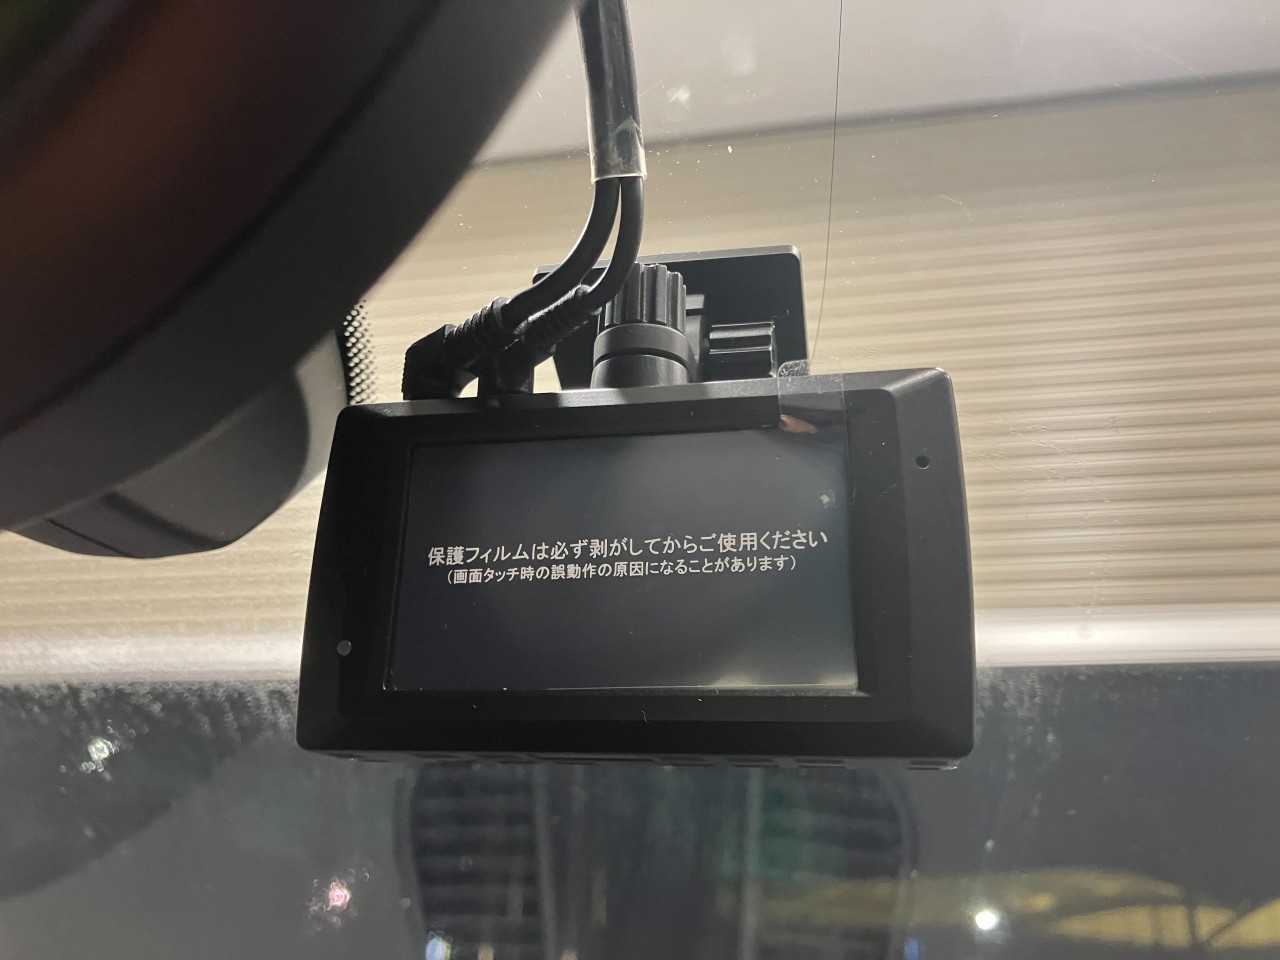 保護フィルムは必ず剥がしてからご使用ください
（画面タッチ時の誤動作の原因になることがあります）